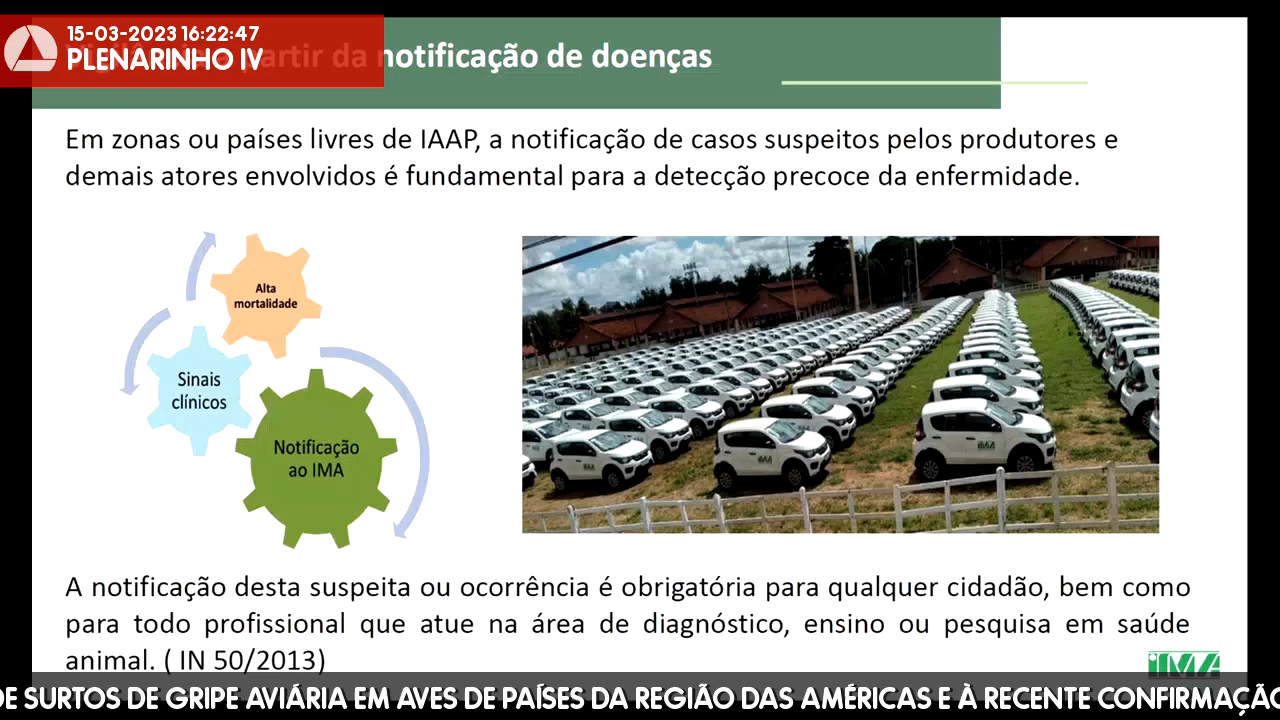 15-03-2023 16:22:47
PLENARINHO IV
Vigilância a partir da notificação de doenças
Em zonas ou países livres de IAAP, a notificação de casos suspeitos pelos produtores e
demais atores envolvidos é fundamental para a detecção precoce da enfermidade.
Alta
mortalidade
Sinais
clínicos
Notificação
ao IMA
A notificação desta suspeita ou ocorrência é obrigatória para qualquer cidadão, bem como
para todo profissional que atue na área de diagnóstico, ensino ou pesquisa em saúde
animal. ( IN 50/2013)
IMA
DE SURTOS DE GRIPE AVIÁRIA EM AVES DE PAÍSES DA REGIÃO DAS AMÉRICAS E À RECENTE CONFIRMAÇÃO